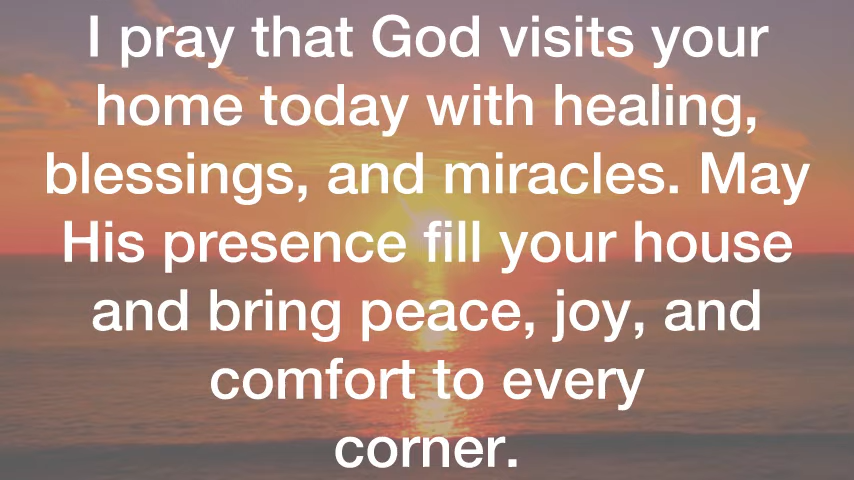 I pray that God visits your
home today with healing,
blessings, and miracles. May
His presence fill your house
and bring peace, joy, and
comfort to every
corner.